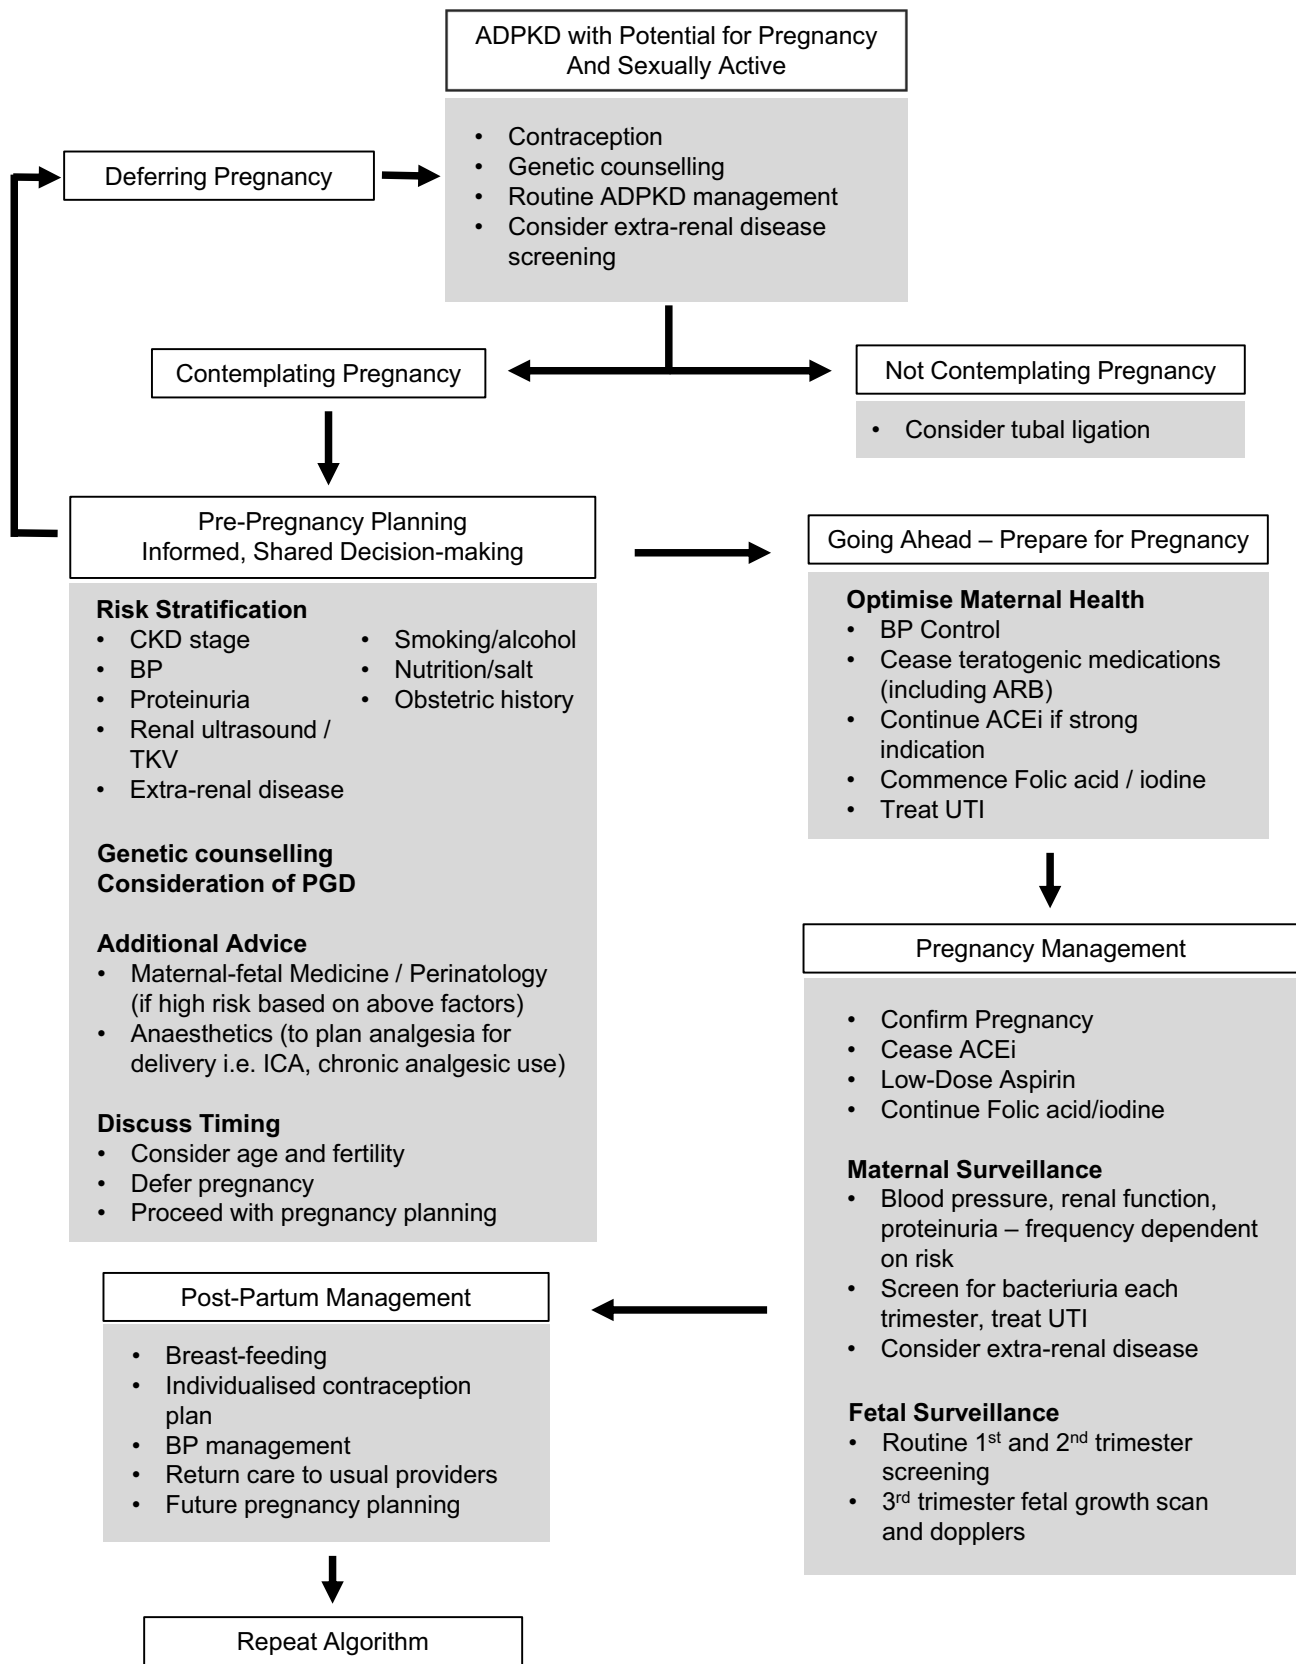 ADPKD with Potential for Pregnancy
And Sexually Active
• Contraception
• Genetic counselling
• Routine ADPKD management
• Consider extra-renal disease
screening
Deferring Pregnancy
Contemplating Pregnancy
Not Contemplating Pregnancy
• Consider tubal ligation
Pre-Pregnancy Planning
Informed, Shared Decision-making
Risk Stratification
• CKD stage
• BP
• Proteinuria
• Renal ultrasound /
TKV
• Extra-renal disease
• Smoking/alcohol
• Nutrition/salt
• Obstetric history
Genetic counselling
Consideration of PGD
Additional Advice
• Maternal-fetal Medicine / Perinatology
(if high risk based on above factors)
• Anaesthetics (to plan analgesia for
delivery i.e. ICA, chronic analgesic use)
Discuss Timing
• Consider age and fertility
• Defer pregnancy
• Proceed with pregnancy planning
Going Ahead – Prepare for Pregnancy
Optimise Maternal Health
• BP Control
• Cease teratogenic medications
(including ARB)
• Continue ACEi if strong
indication
• Commence Folic acid / iodine
• Treat UTI
Pregnancy Management
• Confirm Pregnancy
• Cease ACEi
• Low-Dose Aspirin
• Continue Folic acid/iodine
Maternal Surveillance
• Blood pressure, renal function,
proteinuria – frequency dependent
on risk
• Screen for bacteriuria each
trimester, treat UTI
• Consider extra-renal disease
Fetal Surveillance
• Routine 1st and 2nd trimester
screening
• 3rd trimester fetal growth scan
and dopplers
Post-Partum Management
• Breast-feeding
• Individualised contraception
plan
• BP management
• Return care to usual providers
• Future pregnancy planning
Repeat Algorithm